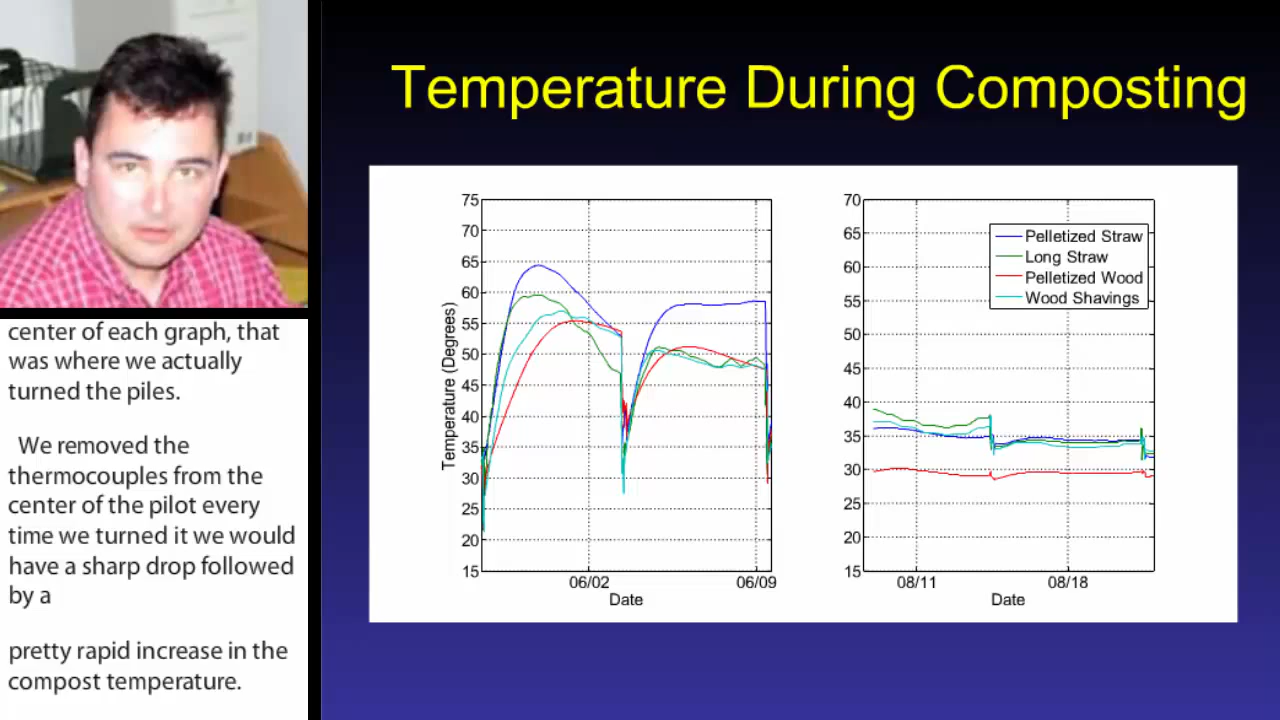 Temperature During Composting
center of each graph, that
was where we actually
turned the piles.
We removed the
thermocouples from the
center of the pilot every
time we turned it we would
have a sharp drop followed
by a
pretty rapid increase in the
compost temperature.
Temperature (Degrees)
75
70
65
60
55
50
45
40
35
30
25
20
15
06/02
06/09
Date
70
65
60
55
50
45
40
35
30
25
20
15
08/11
08/18
Date
Pelletized Straw
Long Straw
Pelletized Wood
Wood Shavings